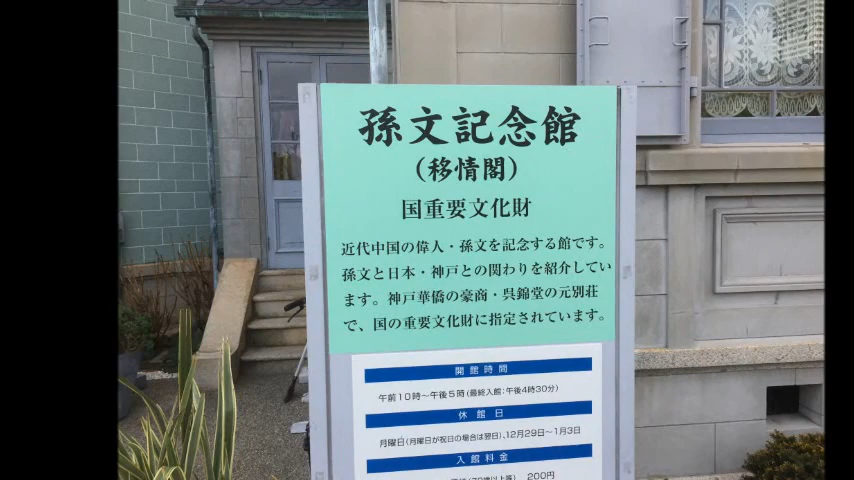 孫文記念館
(移情閣)
国重要文化財
近代中国の偉人・孫文を記念する館です。
孫文と日本・神戸との関わりを紹介してい
ます。神戸華僑の豪商・呉錦堂の元別荘
で、国の重要文化財に指定されています。
開館時間
午前10時~午後5時(最終入館:午後4時30分)
休館日
月曜日(月曜日が祝日の場合は翌日)、12月29日~1月3日
入館料金
200円